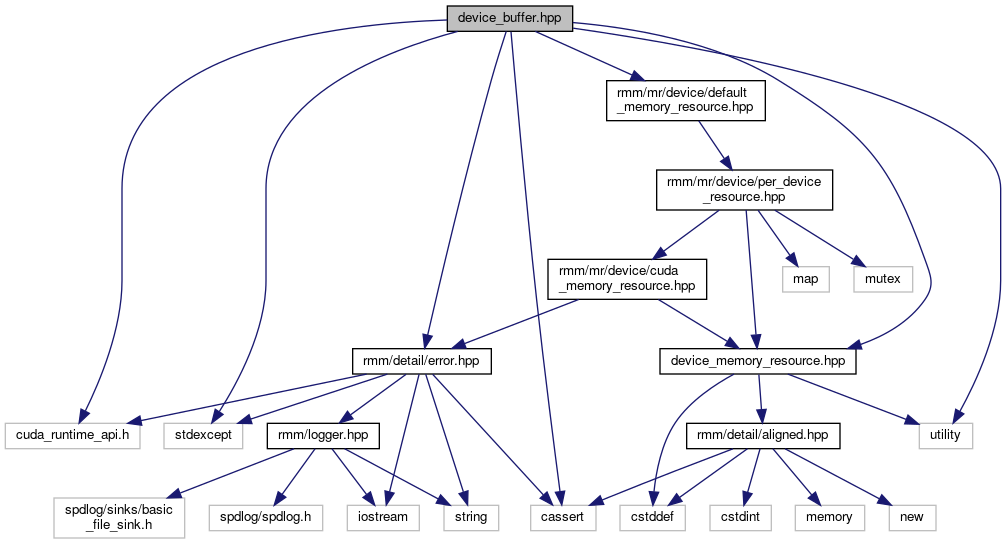 device_buffer.hpp
rmm/mr/device/default
_memory_resource.hpp
rmm/mr/device/per_device
_resource.hpp
rmm/mr/device/cuda
_memory_resource.hpp
map
mutex
rmm/detail/error.hpp
device_memory_resource.hpp
cuda_runtime_api.h
stdexcept
rmm/logger.hpp
rmm/detail/aligned.hpp
utility
spdlog/sinks/basic
_file_sink.h
spdlog/spdlog.h
iostream
string
cassert
cstddef
cstdint
memory
new